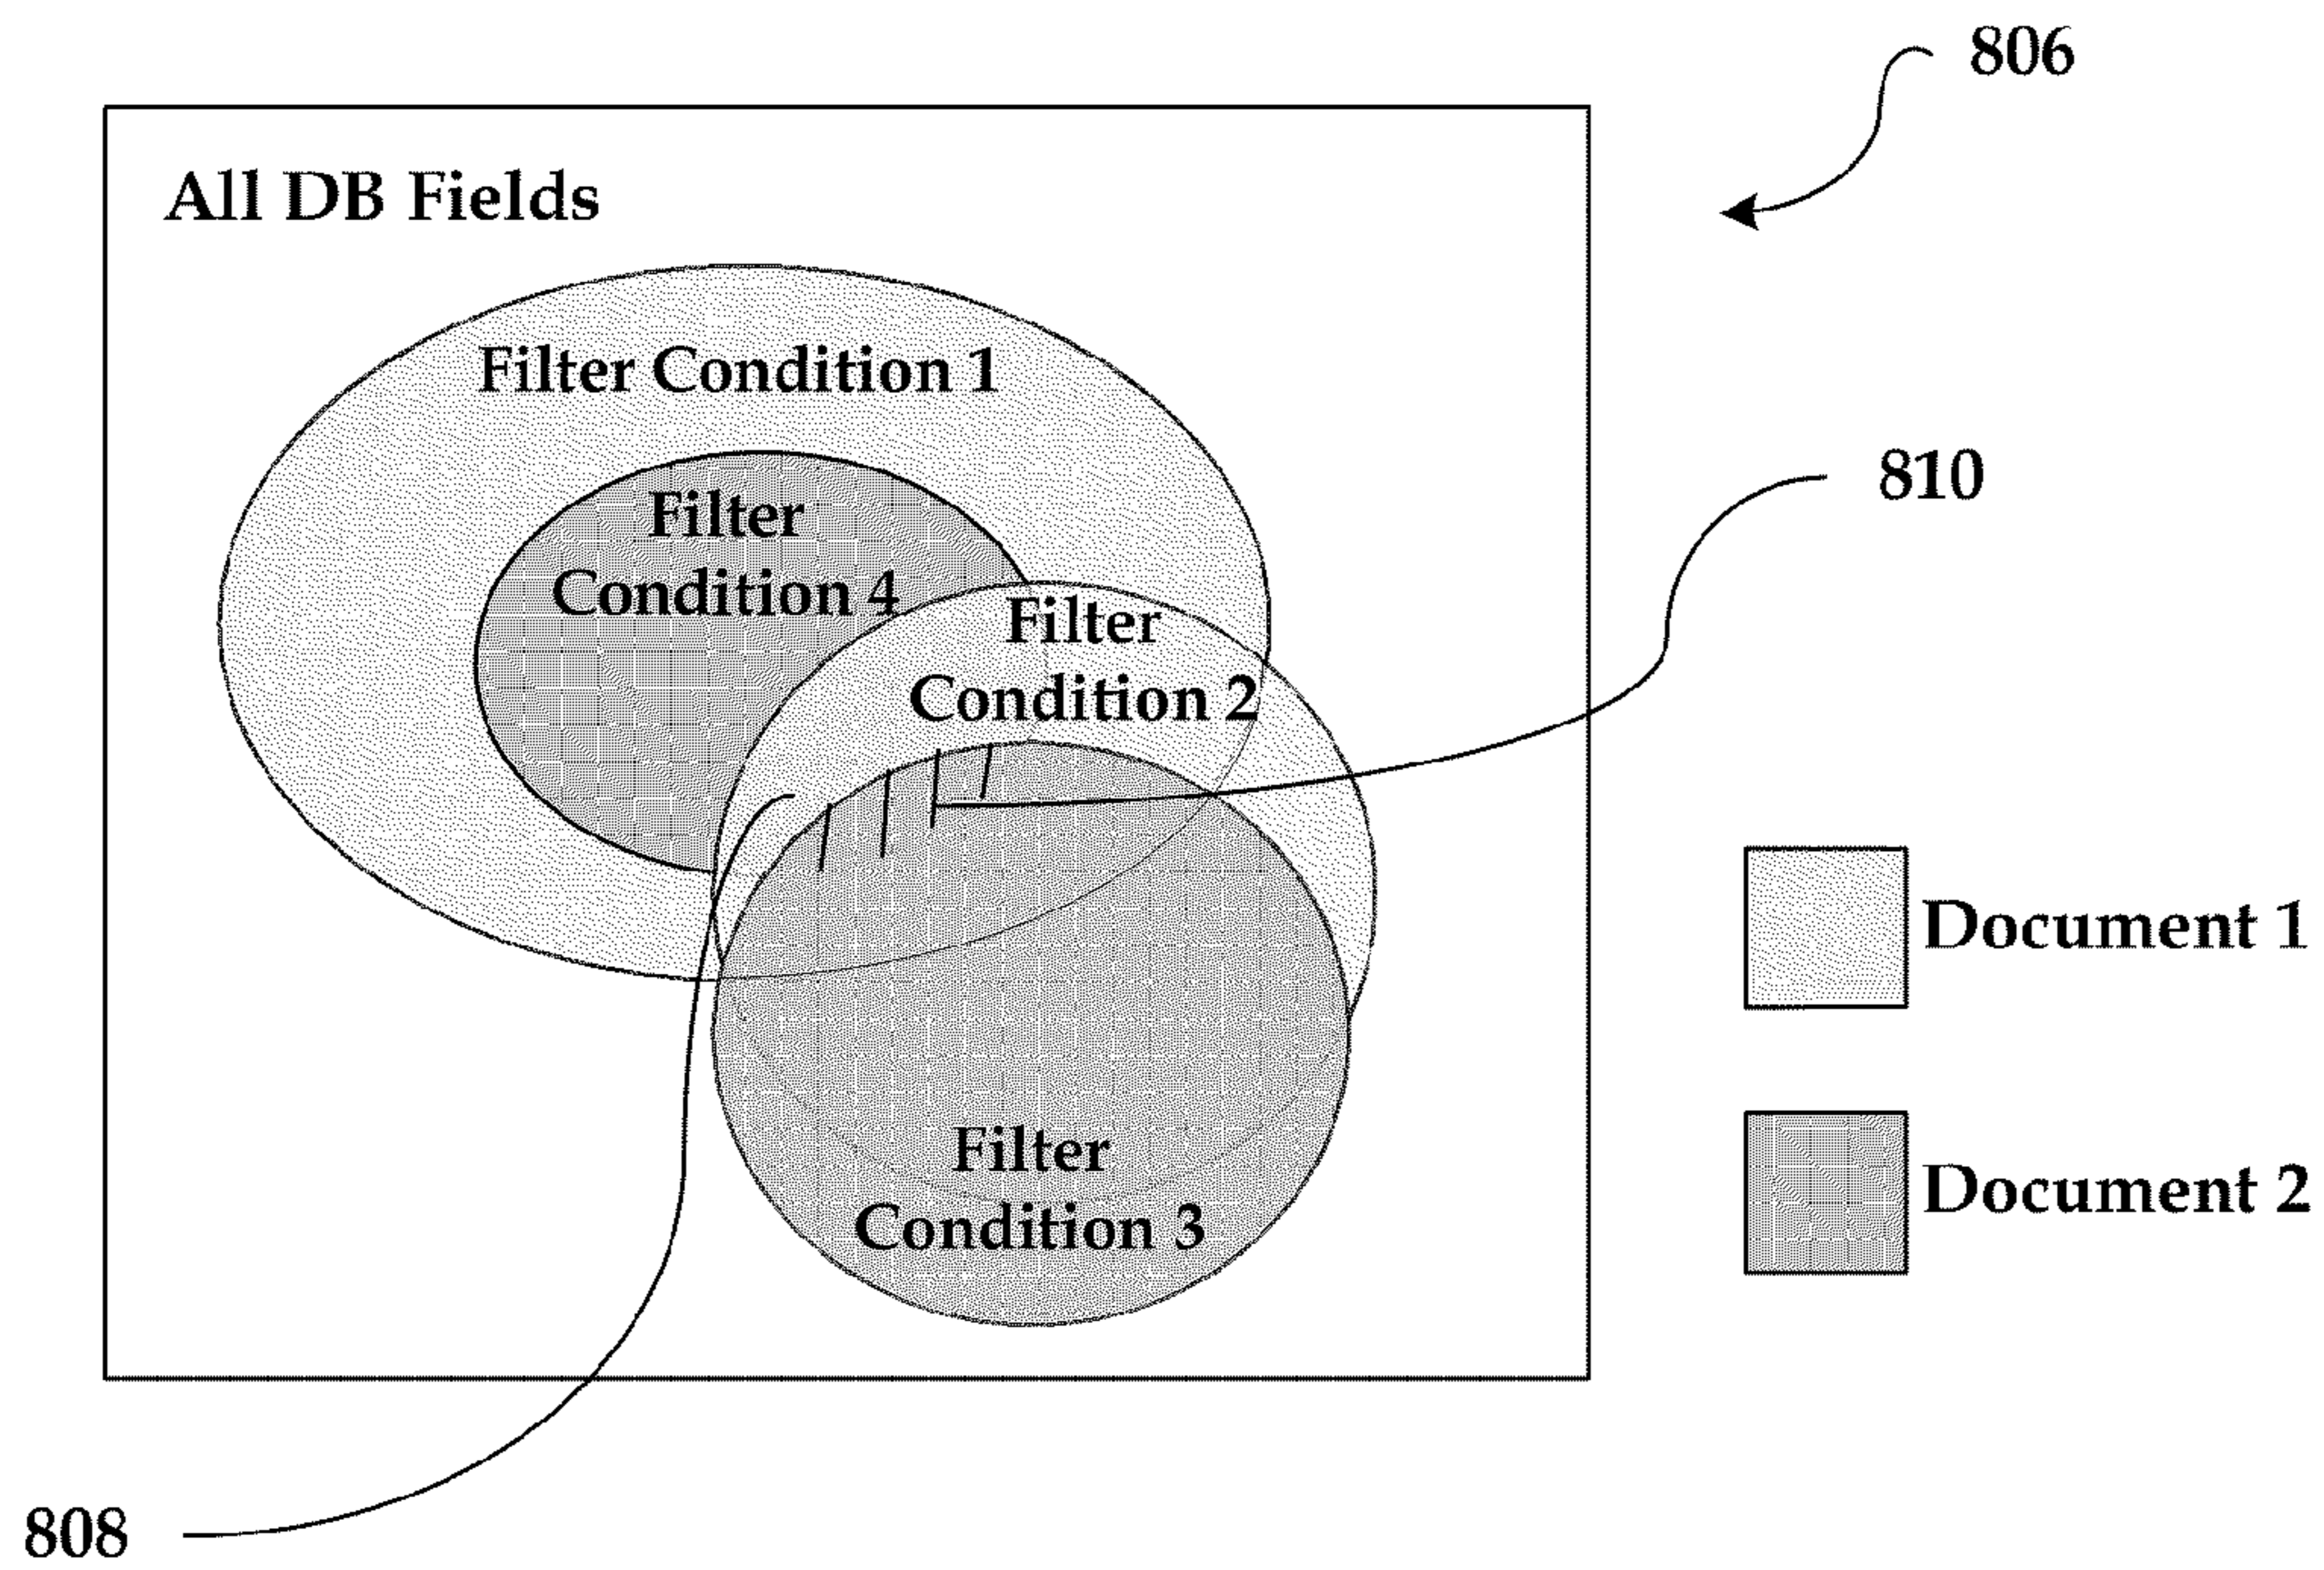 806
All DB Fields
Filter Condition 1
810
Filter
Condition 4
Filter
Condition 2
Document 1
Filter
Condition 3
Document 2
808